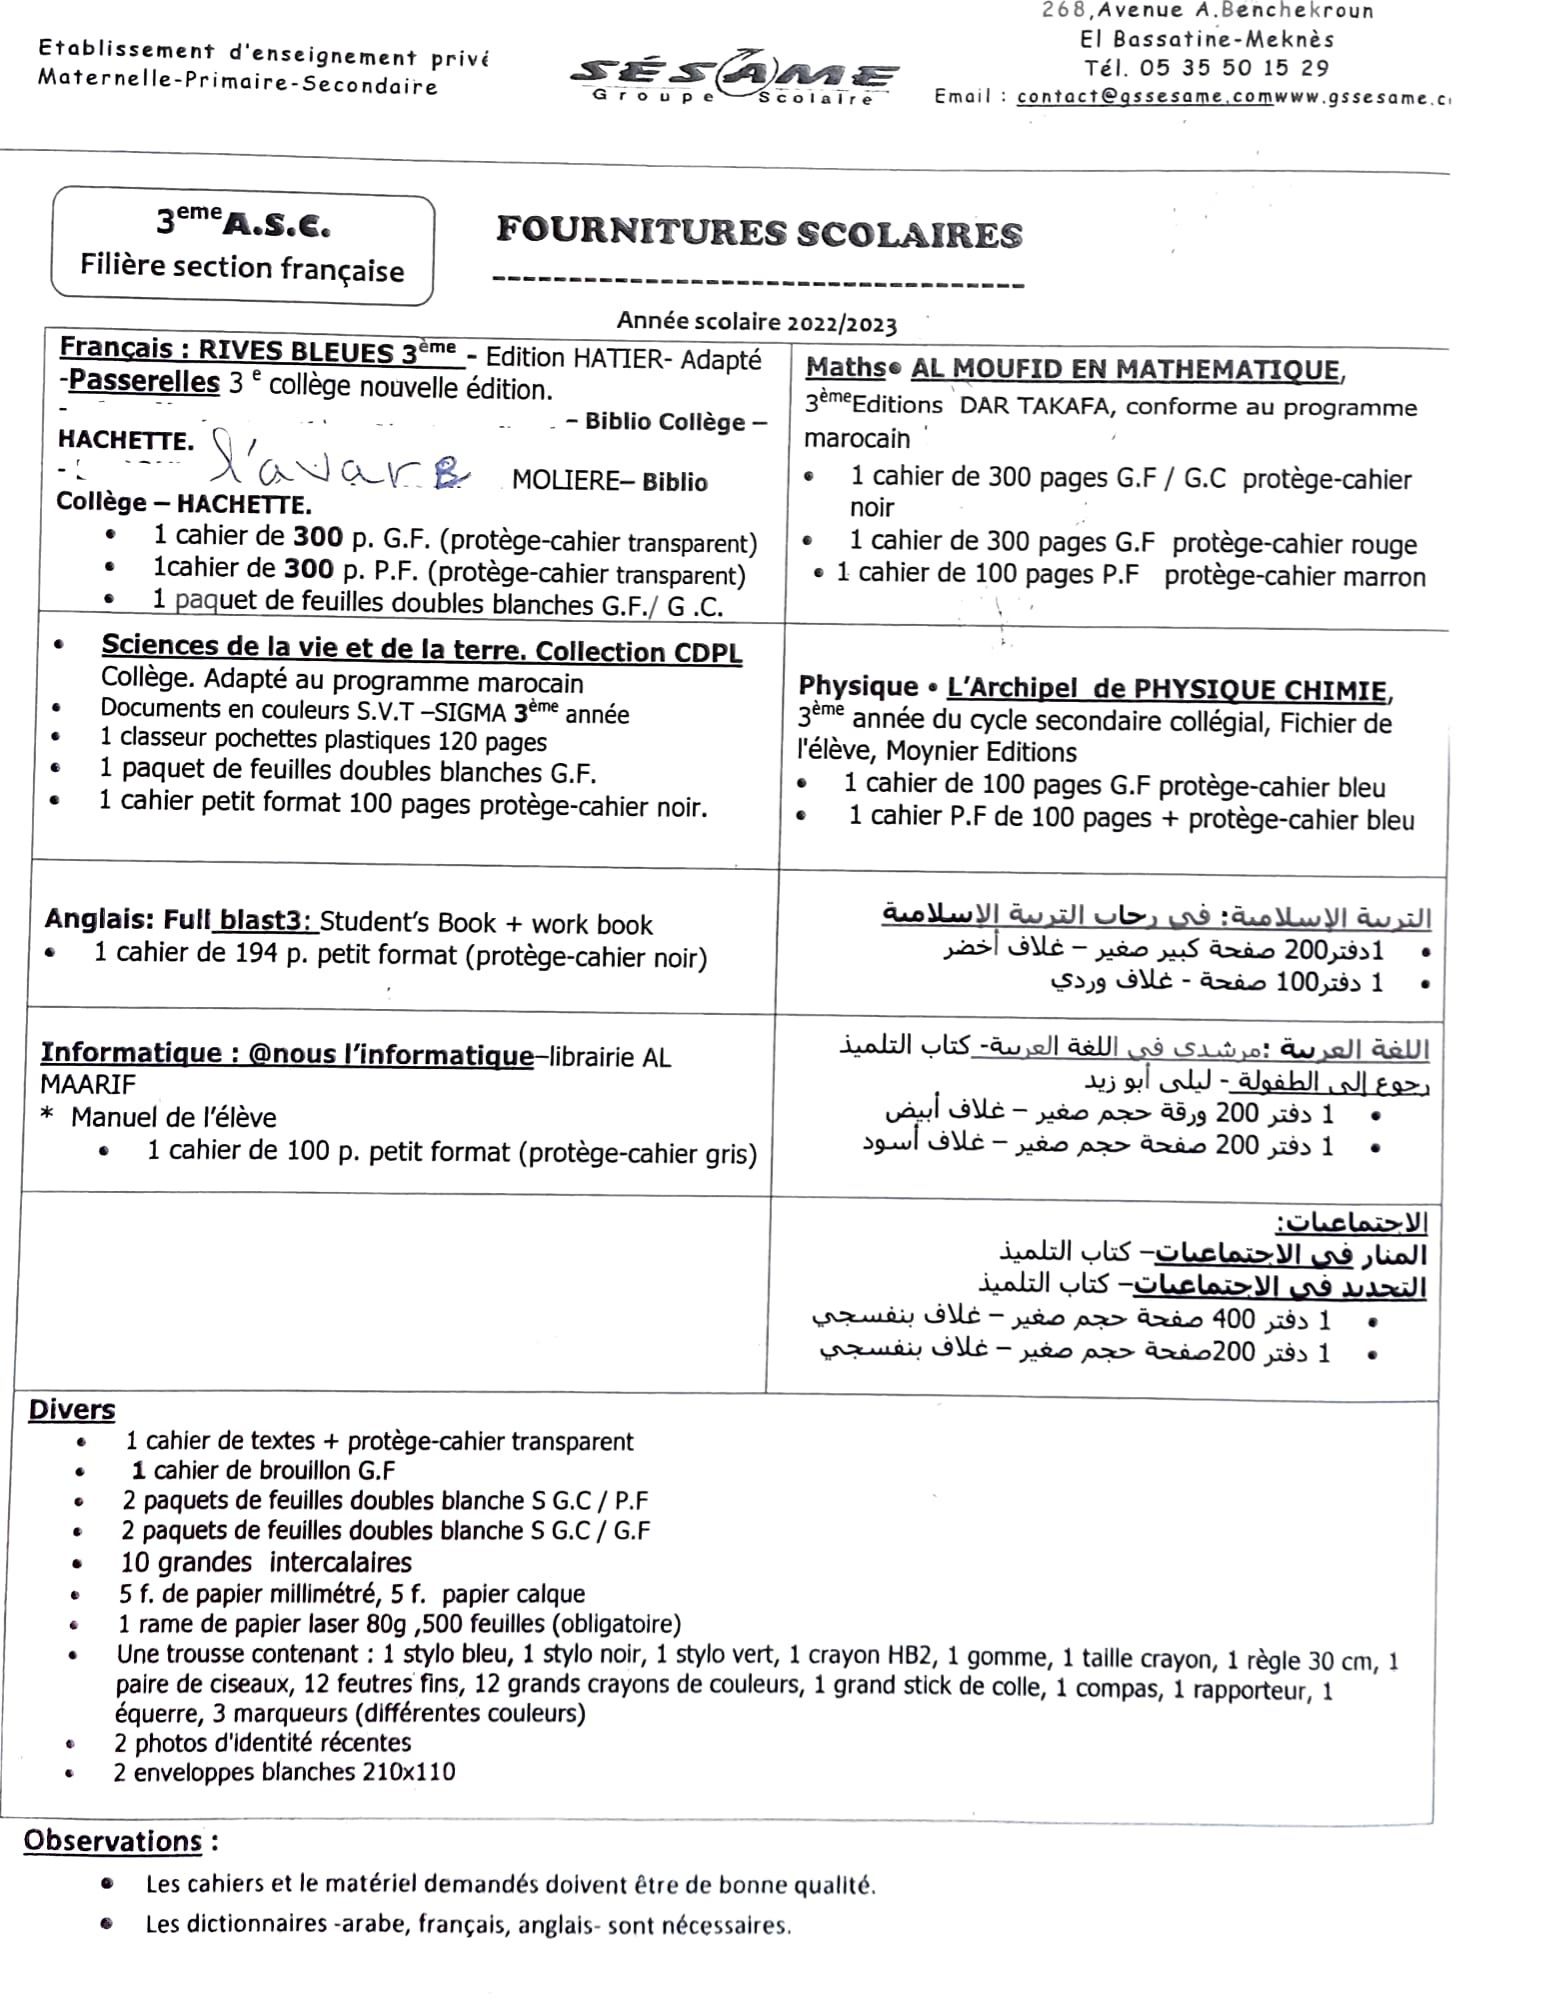 Etablissement d'enseignement privé
Maternelle-Primaire-Secondaire
SÉSAME
Groupe Scolaire
268,Avenue A.Benchekroun
El Bassatine-Meknès
Tél. 05 35 50 15 29
Email : contact@gssesame.comwww.gssesame.c
3eme A.S.C.
Filière section française
FOURNITURES SCOLAIRES
-----------------------------------
Année scolaire 2022/2023
Français : RIVES BLEUES 3ème - Edition HATIER- Adapté
-Passerelles 3 e collège nouvelle édition.
- – Biblio Collège –
HACHETTE.
- l'avare MOLIERE– Biblio
Collège – HACHETTE.
• 1 cahier de 300 p. G.F. (protège-cahier transparent)
• 1cahier de 300 p. P.F. (protège-cahier transparent)
• 1 paquet de feuilles doubles blanches G.F./ G .C.
Maths• AL MOUFID EN MATHEMATIQUE,
3èmeEditions DAR TAKAFA, conforme au programme
marocain
• 1 cahier de 300 pages G.F / G.C protège-cahier
noir
• 1 cahier de 300 pages G.F protège-cahier rouge
• 1 cahier de 100 pages P.F protège-cahier marron
• Sciences de la vie et de la terre. Collection CDPL
Collège. Adapté au programme marocain
• Documents en couleurs S.V.T –SIGMA 3ème année
• 1 classeur pochettes plastiques 120 pages
• 1 paquet de feuilles doubles blanches G.F.
• 1 cahier petit format 100 pages protège-cahier noir.
Physique • L'Archipel de PHYSIQUE CHIMIE,
3ème année du cycle secondaire collégial, Fichier de
l'élève, Moynier Editions
• 1 cahier de 100 pages G.F protège-cahier bleu
• 1 cahier P.F de 100 pages + protège-cahier bleu
Anglais: Full blast3: Student's Book + work book
• 1 cahier de 194 p. petit format (protège-cahier noir)
التربية الإسلامية: في رحاب التربية الإسلامية
• 1دفتر200 صفحة كبير صغير – غلاف أخضر
• 1 دفتر100 صفحة - غلاف وردي
Informatique : @nous l'informatique–librairie AL
MAARIF
* Manuel de l'élève
• 1 cahier de 100 p. petit format (protège-cahier gris)
اللغة العربية :مرشدي في اللغة العربية- كتاب التلميذ
رجوع إلى الطفولة - ليلى أبو زيد
• 1 دفتر 200 ورقة حجم صغير – غلاف أبيض
• 1 دفتر 200 صفحة حجم صغير – غلاف أسود
الاجتماعيات:
المنار في الاجتماعيات– كتاب التلميذ
التجديد في الاجتماعيات– كتاب التلميذ
• 1 دفتر 400 صفحة حجم صغير – غلاف بنفسجي
• 1 دفتر 200صفحة حجم صغير – غلاف بنفسجي
Divers
• 1 cahier de textes + protège-cahier transparent
• 1 cahier de brouillon G.F
• 2 paquets de feuilles doubles blanche S G.C / P.F
• 2 paquets de feuilles doubles blanche S G.C / G.F
• 10 grandes intercalaires
• 5 f. de papier millimétré, 5 f. papier calque
• 1 rame de papier laser 80g ,500 feuilles (obligatoire)
• Une trousse contenant : 1 stylo bleu, 1 stylo noir, 1 stylo vert, 1 crayon HB2, 1 gomme, 1 taille crayon, 1 règle 30 cm, 1
paire de ciseaux, 12 feutres fins, 12 grands crayons de couleurs, 1 grand stick de colle, 1 compas, 1 rapporteur, 1
équerre, 3 marqueurs (différentes couleurs)
• 2 photos d'identité récentes
• 2 enveloppes blanches 210x110
Observations :
• Les cahiers et le matériel demandés doivent être de bonne qualité.
• Les dictionnaires -arabe, français, anglais- sont nécessaires.